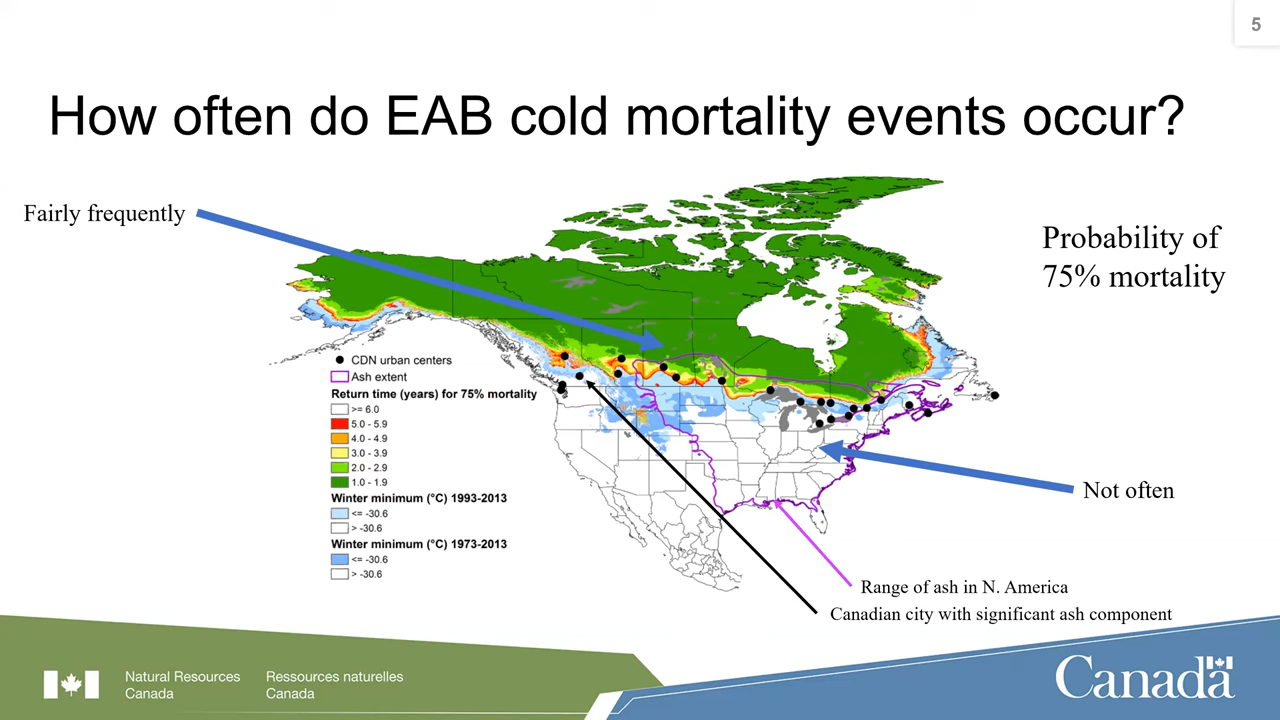 5
How often do EAB cold mortality events occur?
Fairly frequently
Probability of
75% mortality
CDN urban centers
Ash extent
Return time (years) for 75% mortality
>= 6.0
5.0 - 5.9
4.0 - 4.9
3.0 - 3.9
2.0 - 2.9
1.0 - 1.9
Winter minimum (°C) 1993-2013
<= -30.6
> -30.6
Winter minimum (°C) 1973-2013
<= -30.6
> -30.6
Not often
Range of ash in N. America
Canadian city with significant ash component
Natural Resources
Canada
Ressources naturelles
Canada
Canada